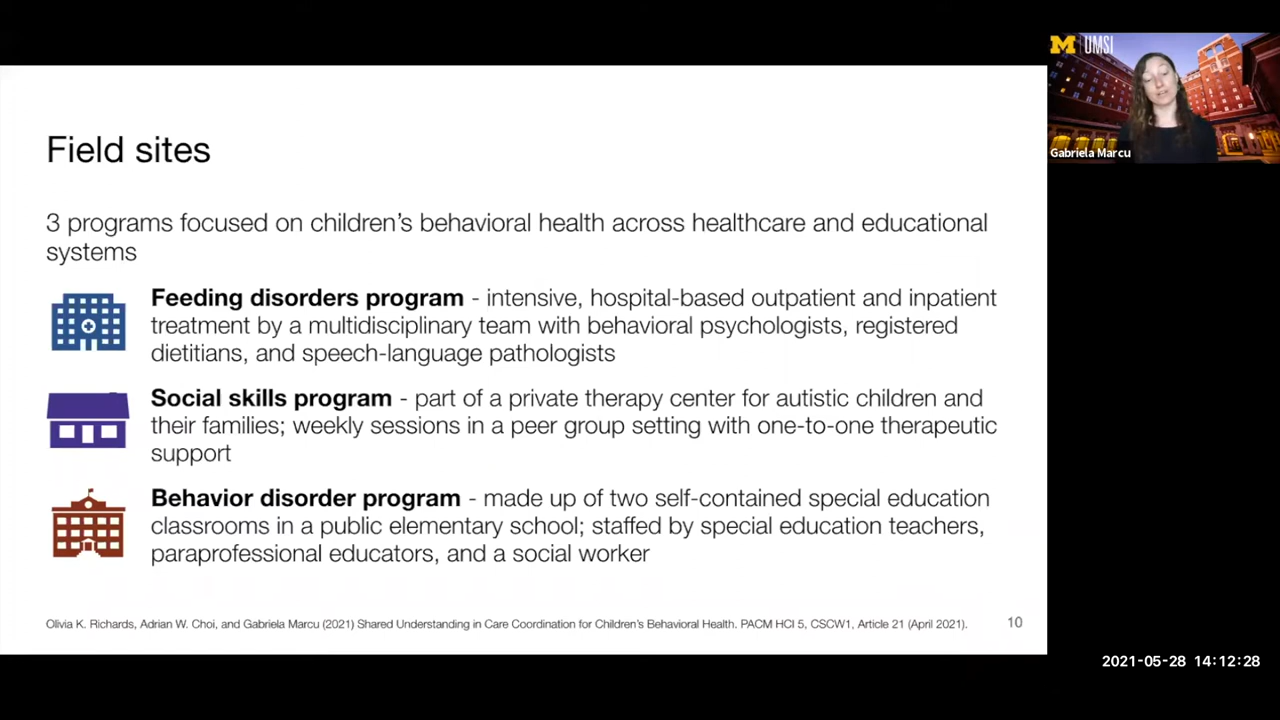 M UMSI
Gabriela Marcu
Field sites
3 programs focused on children's behavioral health across healthcare and educational
systems
Feeding disorders program - intensive, hospital-based outpatient and inpatient
treatment by a multidisciplinary team with behavioral psychologists, registered
dietitians, and speech-language pathologists
Social skills program - part of a private therapy center for autistic children and
their families; weekly sessions in a peer group setting with one-to-one therapeutic
support
Behavior disorder program - made up of two self-contained special education
classrooms in a public elementary school; staffed by special education teachers,
paraprofessional educators, and a social worker
Olivia K. Richards, Adrian W. Choi, and Gabriela Marcu (2021) Shared Understanding in Care Coordination for Children's Behavioral Health. PACM HCI 5, CSCW1, Article 21 (April 2021).
10
2021-05-28 14:12:28